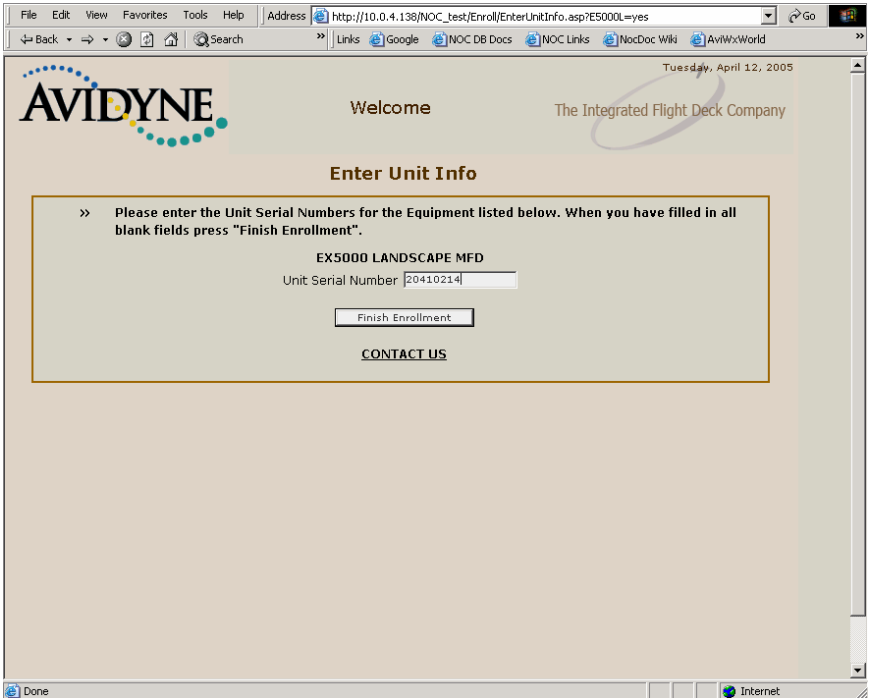 File Edit View Favorites Tools Help Address http://10.0.4.138/NOC_test/Enroll/EnterUnitInfo.asp?E5000L=yes Go
Back Search » Links Google NOC DB Docs NOC Links NocDoc Wiki AviWxWorld »
Tuesday, April 12, 2005
AVIDYNE Welcome The Integrated Flight Deck Company
Enter Unit Info
» Please enter the Unit Serial Numbers for the Equipment listed below. When you have filled in all
blank fields press "Finish Enrollment".
EX5000 LANDSCAPE MFD
Unit Serial Number 20410214
Finish Enrollment
CONTACT US
Done Internet